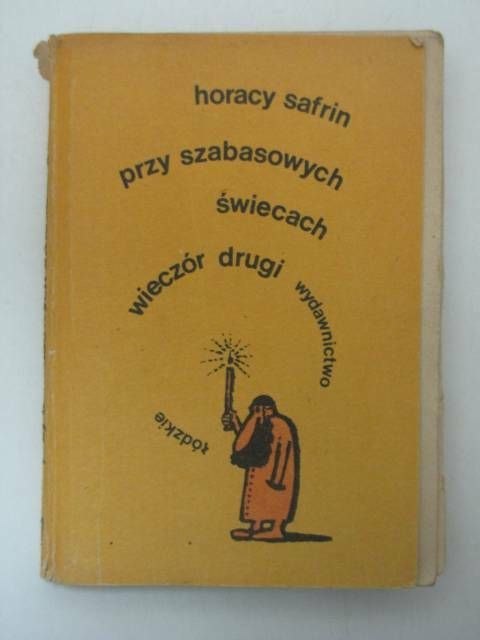 horacy safrin
przy szabasowych
świecach
wieczór drugi
wydawnictwo
łódzkie